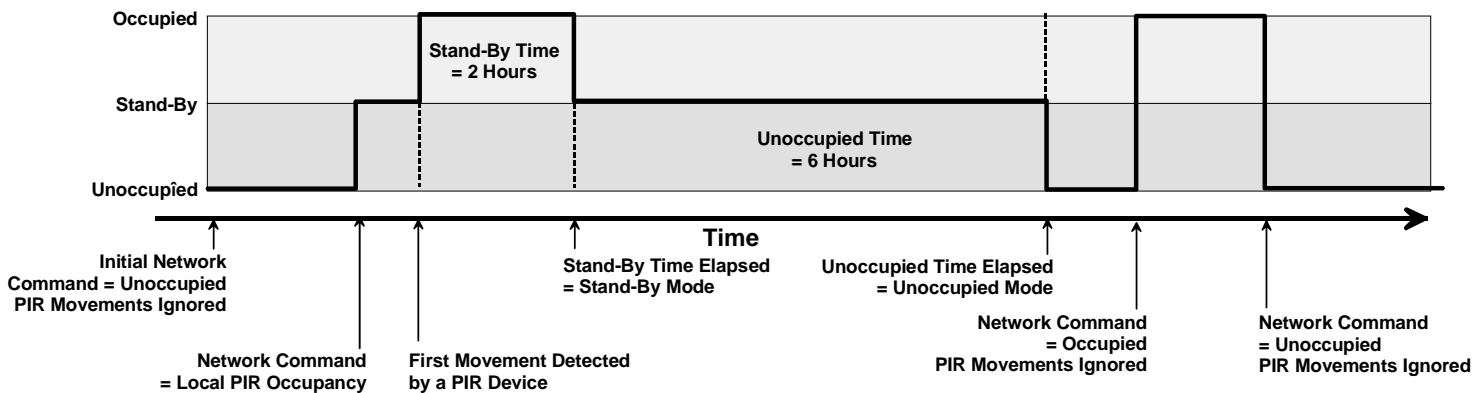 Occupied
Stand-By Time
= 2 Hours
Stand-By
Unoccupied Time
= 6 Hours
Unoccupîed
Time
Initial Network
Command = Unoccupied
PIR Movements Ignored
Stand-By Time Elapsed
= Stand-By Mode
Unoccupied Time Elapsed
= Unoccupied Mode
Network Command
= Local PIR Occupancy
First Movement Detected
by a PIR Device
Network Command
= Occupied
PIR Movements Ignored
Network Command
= Unoccupied
PIR Movements Ignored